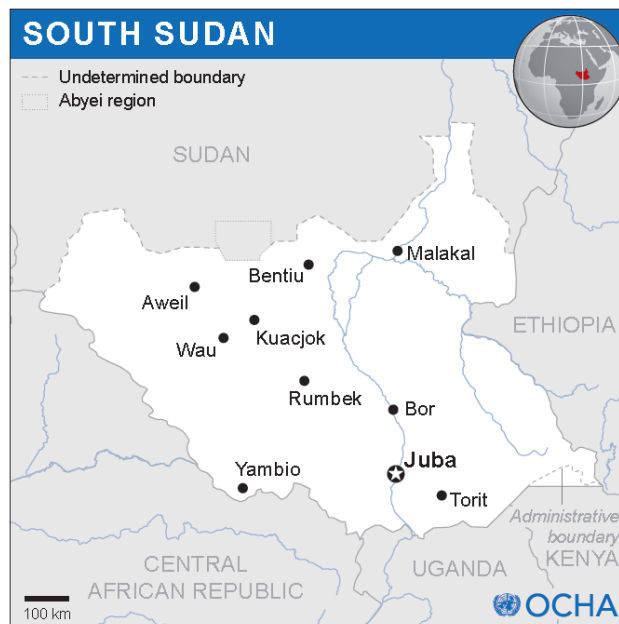 SOUTH SUDAN
Undetermined boundary
Abyei region
SUDAN
Malakal
Bentiu
Aweil
ETHIOPIA
Kuacjok
Wau
Rumbek
Bor
Juba
Yambio
Torit
Administrative
boundary
CENTRAL
AFRICAN REPUBLIC
UGANDA
KENYA
100 km
OCHA